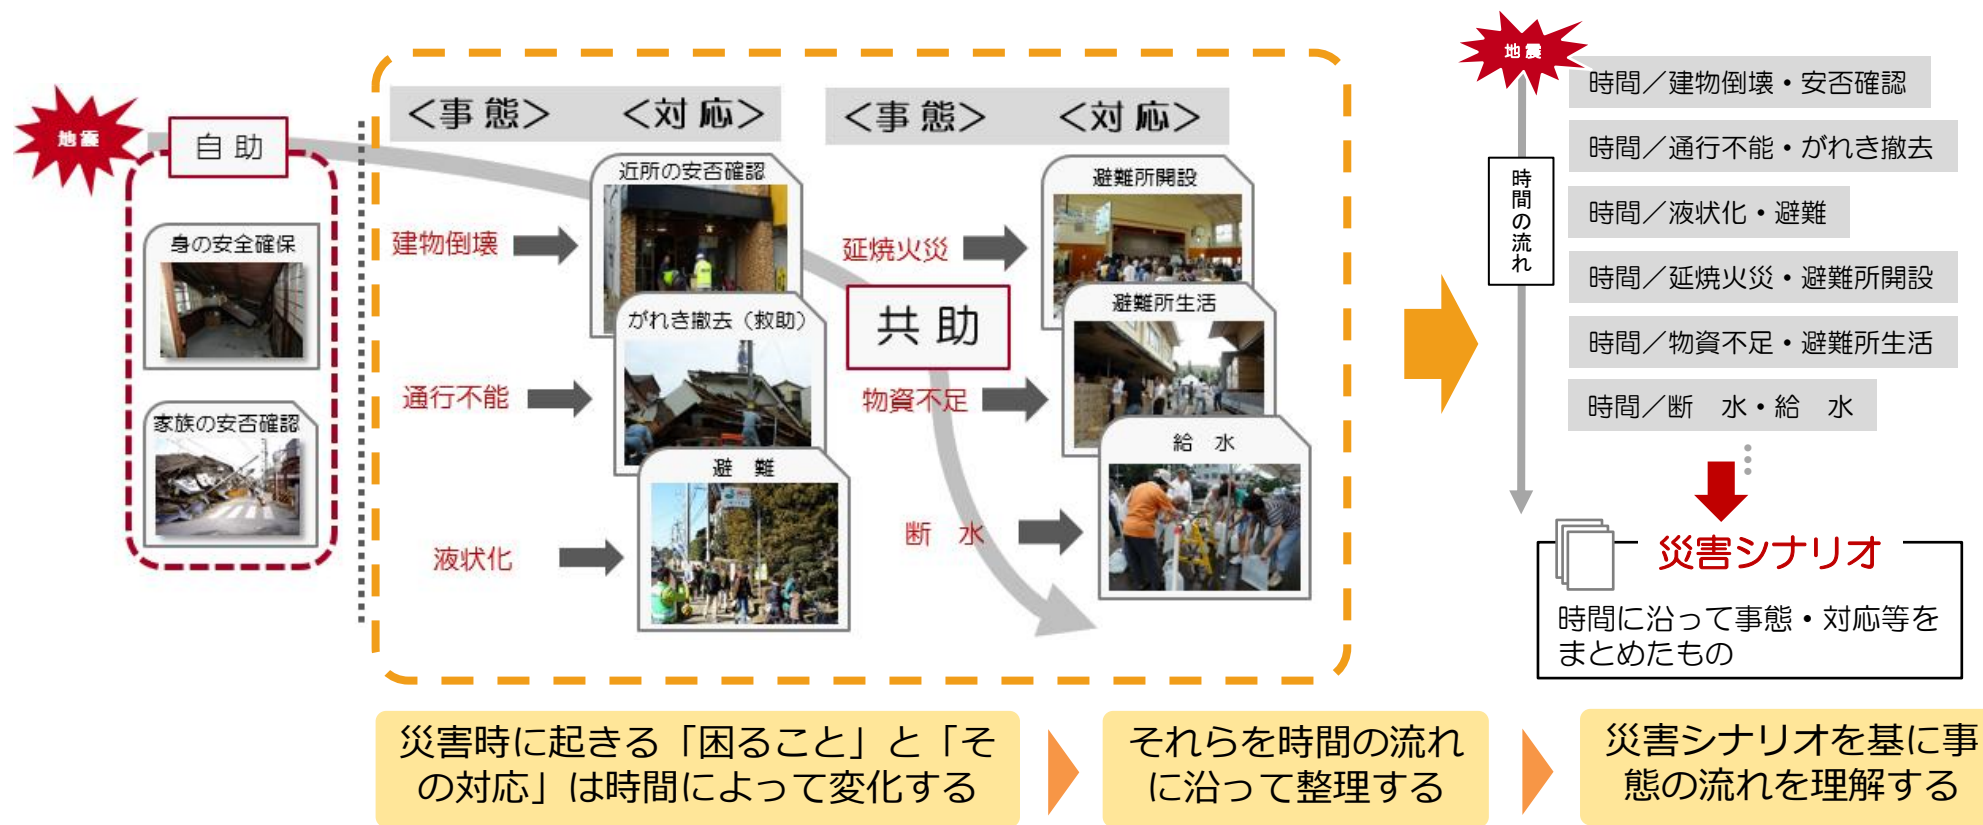 地震
自助
身の安全確保
家族の安否確認
＜事態＞　＜対応＞
建物倒壊
近所の安否確認
通行不能
がれき撤去（救助）
液状化
避　難
＜事態＞　＜対応＞
延焼火災
避難所開設
共助
物資不足
避難所生活
断　水
給　水
地震
時間の流れ
時間／建物倒壊・安否確認
時間／通行不能・がれき撤去
時間／液状化・避難
時間／延焼火災・避難所開設
時間／物資不足・避難所生活
時間／断　水・給　水
災害シナリオ
時間に沿って事態・対応等を
まとめたもの
災害時に起きる「困ること」と「そ
の対応」は時間によって変化する
それらを時間の流れ
に沿って整理する
災害シナリオを基に事
態の流れを理解する